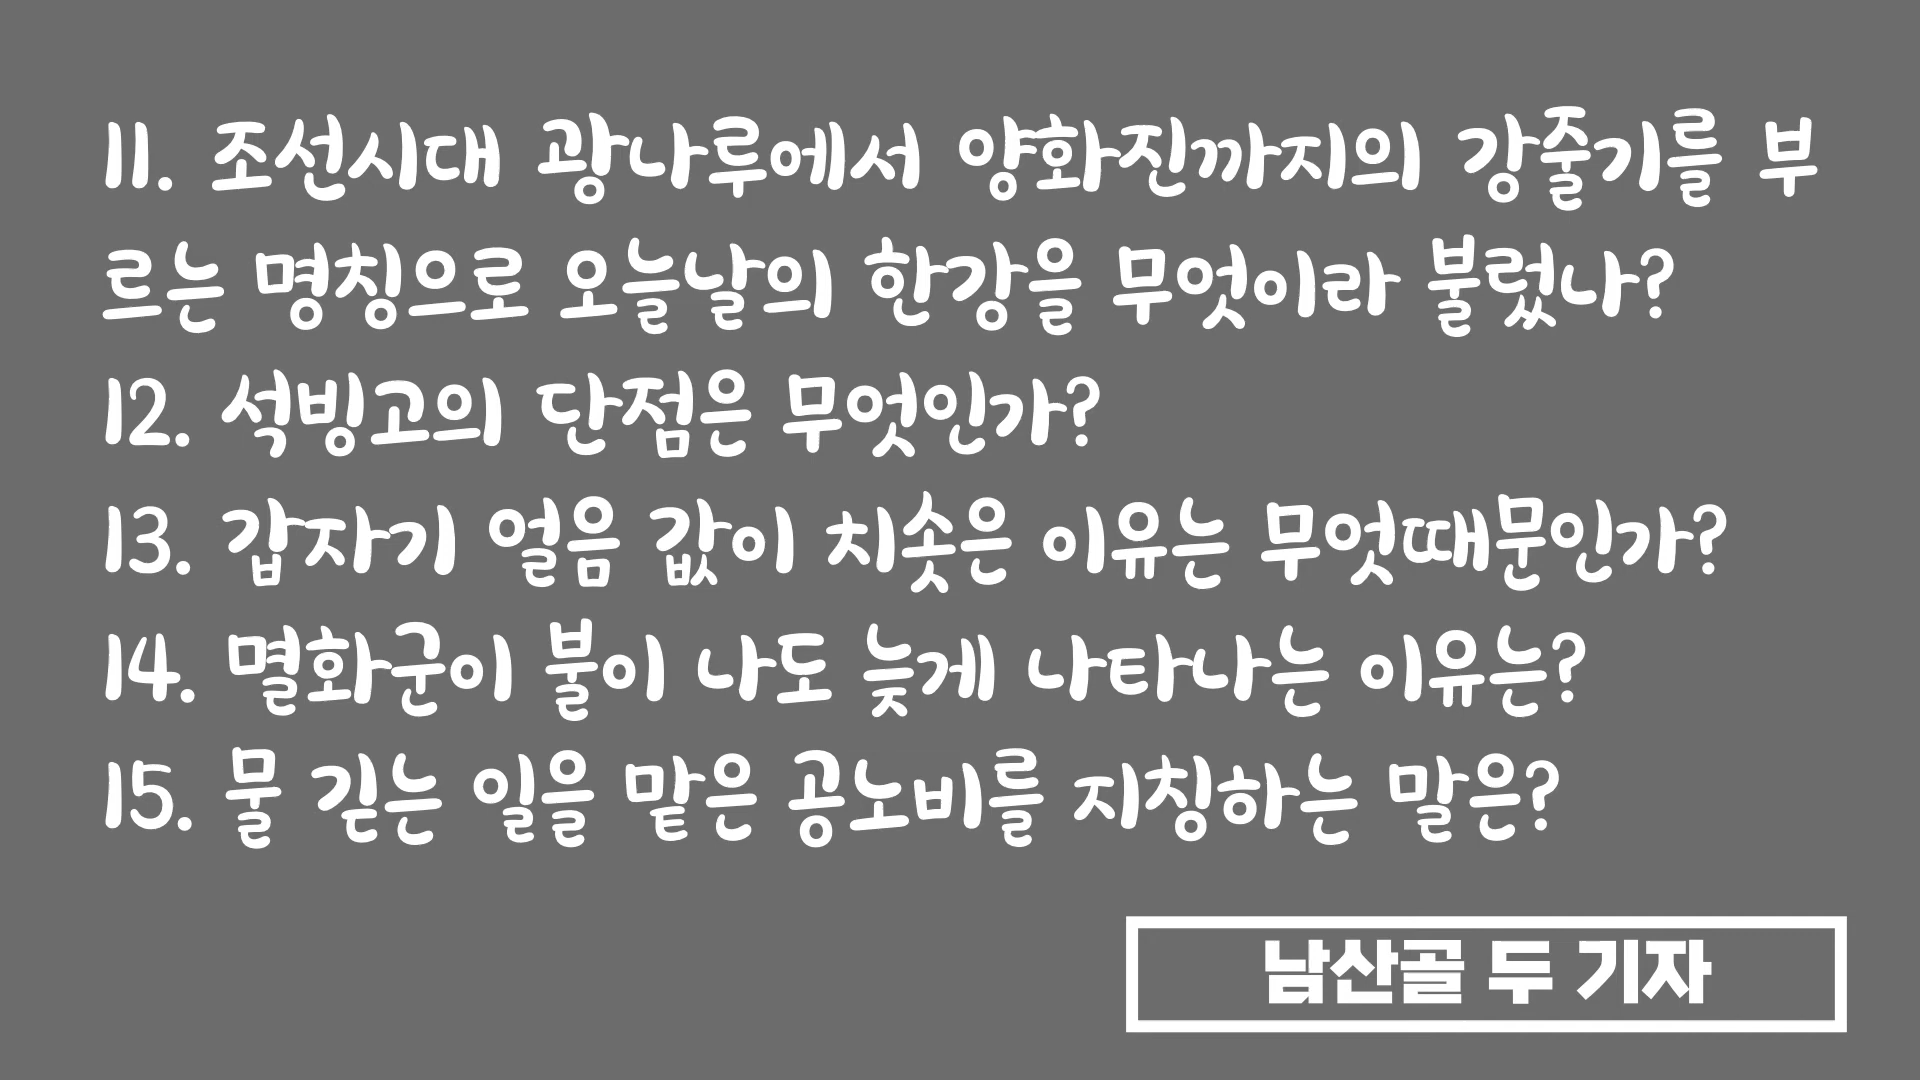 11. 조선시대 광나루에서 양화진까지의 강줄기를 부
르는 명칭으로 오늘날의 한강을 무엇이라 불렀나?
12. 석빙고의 단점은 무엇인가?
13. 갑자기 얼음 값이 치솟은 이유는 무엇때문인가?
14. 멸화군이 불이 나도 늦게 나타나는 이유는?
15. 물 긷는 일을 맡은 공노비를 지칭하는 말은?
남산골 두 기자